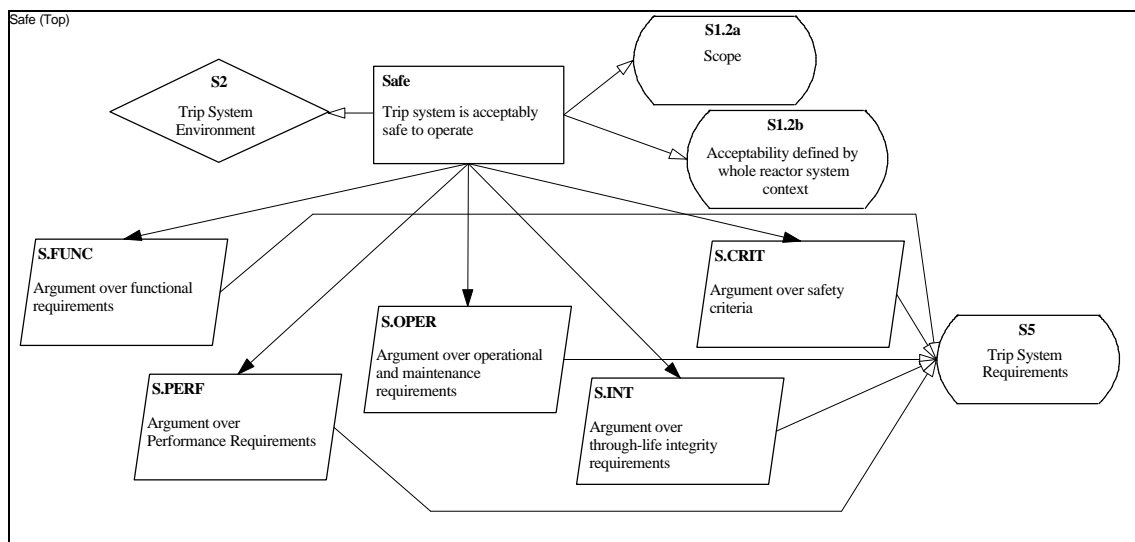 Safe (Top)
S2
Trip System
Environment
Safe
Trip system is acceptably
safe to operate
S1.2a
Scope
S1.2b
Acceptability defined by
whole reactor system
context
S.FUNC
Argument over functional
requirements
S.PERF
Argument over
Performance Requirements
S.OPER
Argument over operational
and maintenance
requirements
S.INT
Argument over
through-life integrity
requirements
S.CRIT
Argument over safety
criteria
S5
Trip System
Requirements